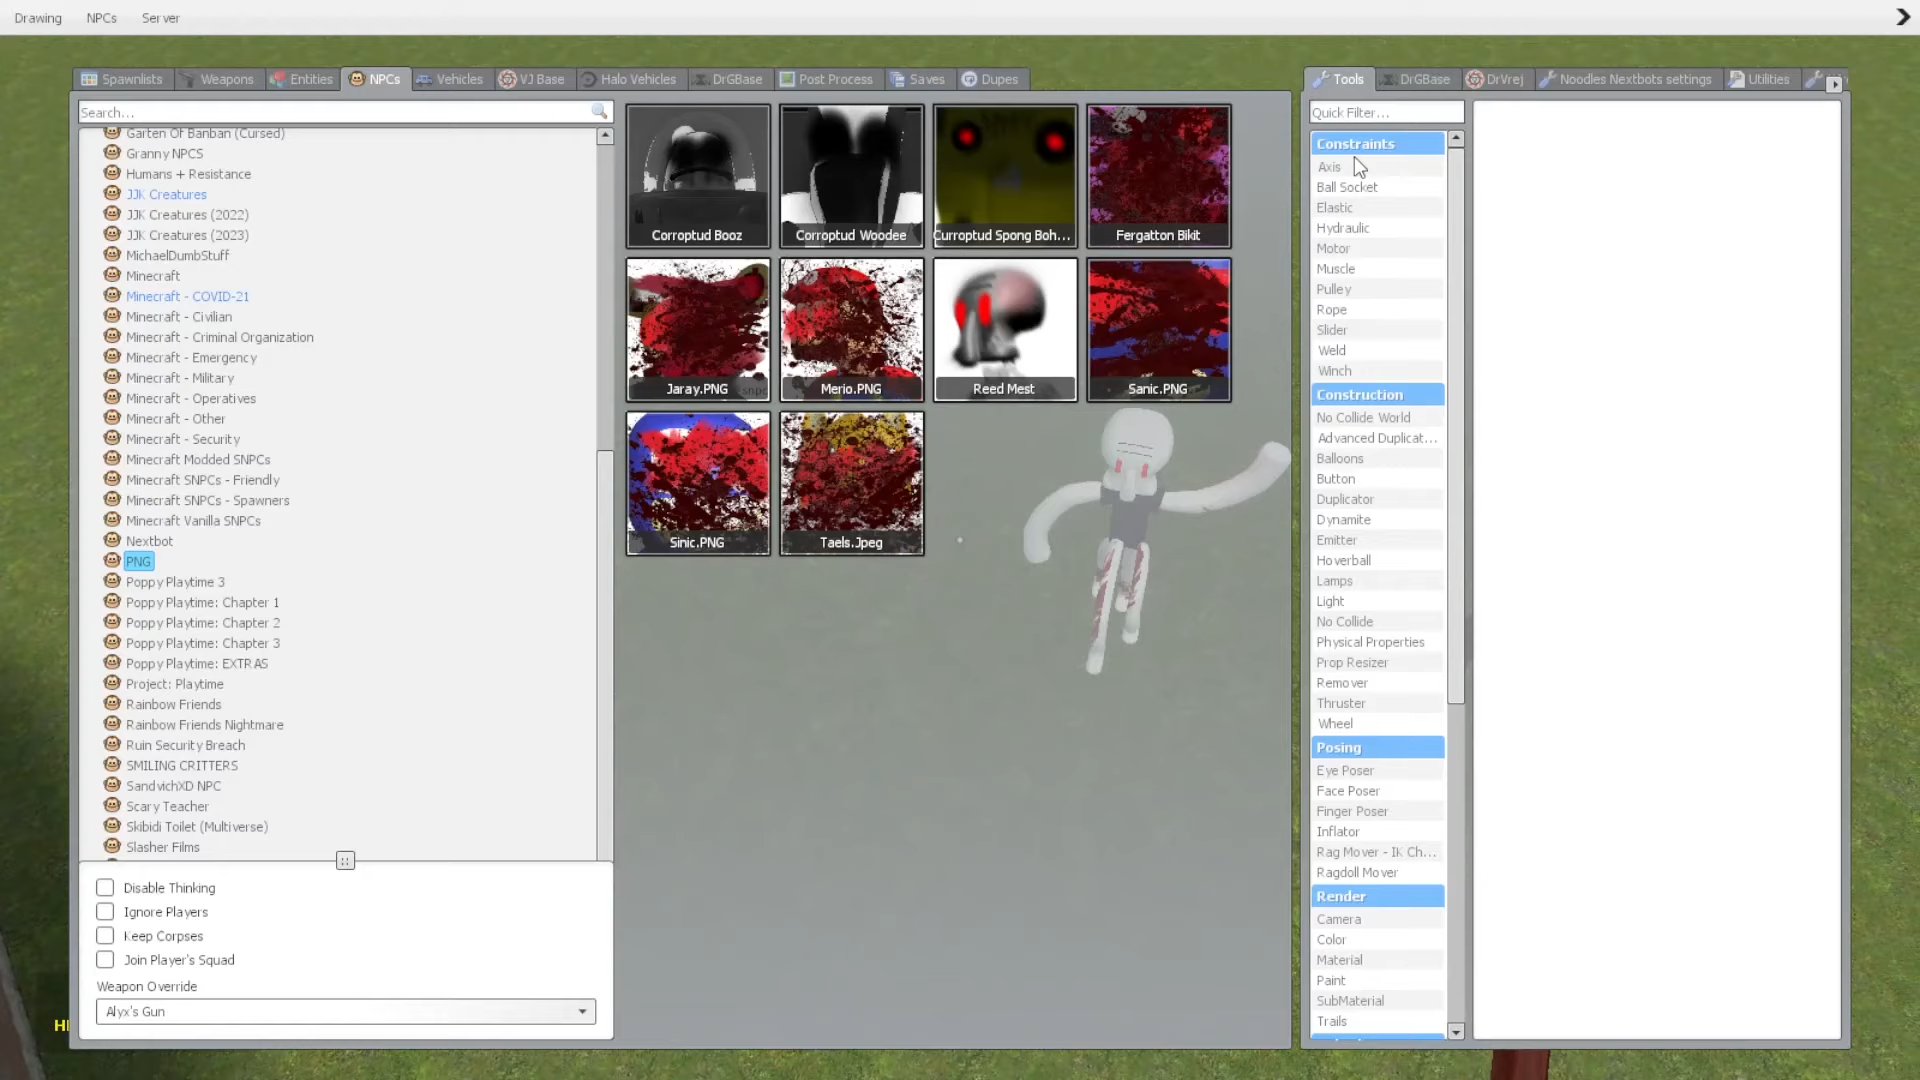 Drawing NPCs Server
Spawnlists Weapons Entities NPCs Vehicles VJ Base Halo Vehicles DrGBase Post Process Saves Dupes
Tools DrGBase DrVrej Noodles Nextbots settings Utilities
Search...
Garten Of Banban (Cursed)
Granny NPCS
Humans + Resistance
JJK Creatures
JJK Creatures (2022)
JJK Creatures (2023)
MichaelDumbStuff
Minecraft
Minecraft - COVID-21
Minecraft - Civilian
Minecraft - Criminal Organization
Minecraft - Emergency
Minecraft - Military
Minecraft - Operatives
Minecraft - Other
Minecraft - Security
Minecraft Modded SNPCs
Minecraft SNPCs - Friendly
Minecraft SNPCs - Spawners
Minecraft Vanilla SNPCs
Nextbot
PNG
Poppy Playtime 3
Poppy Playtime: Chapter 1
Poppy Playtime: Chapter 2
Poppy Playtime: Chapter 3
Poppy Playtime: EXTRAS
Project: Playtime
Rainbow Friends
Rainbow Friends Nightmare
Ruin Security Breach
SMILING CRITTERS
SandvichXD NPC
Scary Teacher
Skibidi Toilet (Multiverse)
Slasher Films
Disable Thinking
Ignore Players
Keep Corpses
Join Player's Squad
Weapon Override
Alyx's Gun
Corroptud Booz
Corroptud Woodee
Curroptud Spong Boh...
Fergatton Bikit
Jaray.PNG
Merio.PNG
Reed Mest
Sanic.PNG
Sinic.PNG
Taels.Jpeg
Quick Filter...
Constraints
Axis
Ball Socket
Elastic
Hydraulic
Motor
Muscle
Pulley
Rope
Slider
Weld
Winch
Construction
No Collide World
Advanced Duplicat...
Balloons
Button
Duplicator
Dynamite
Emitter
Hoverball
Lamps
Light
No Collide
Physical Properties
Prop Resizer
Remover
Thruster
Wheel
Posing
Eye Poser
Face Poser
Finger Poser
Inflator
Rag Mover - IK Ch...
Ragdoll Mover
Render
Camera
Color
Material
Paint
SubMaterial
Trails